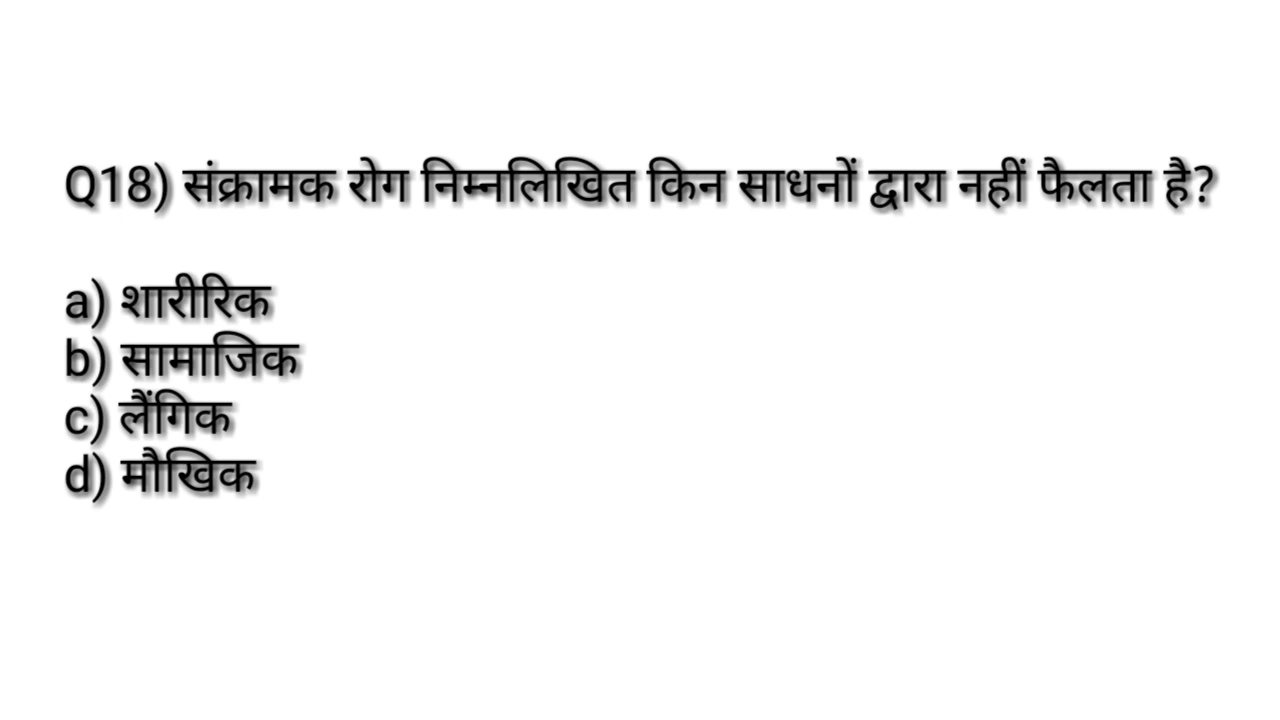 Q18) संक्रामक रोग निम्नलिखित किन साधनों द्वारा नहीं फैलता है?
a) शारीरिक
b) सामाजिक
c) लैंगिक
d) मौखिक